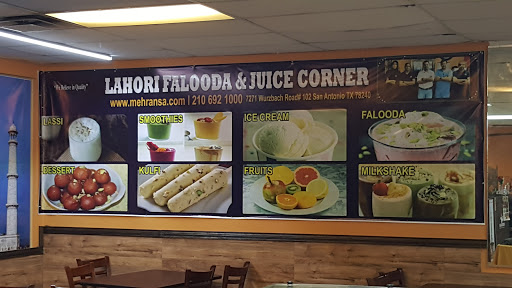 LAHORI FALOODA & JUICE CORNER
"We Believe in Quality"
www.mehransa.com | 210 692 1000 7271 Wurzbach Road# 102 San Antonio TX 78240
LASSI
SMOOTHIES
ICE CREAM
FALOODA
DESSERT
KULFI
FRUITS
MILKSHAKE